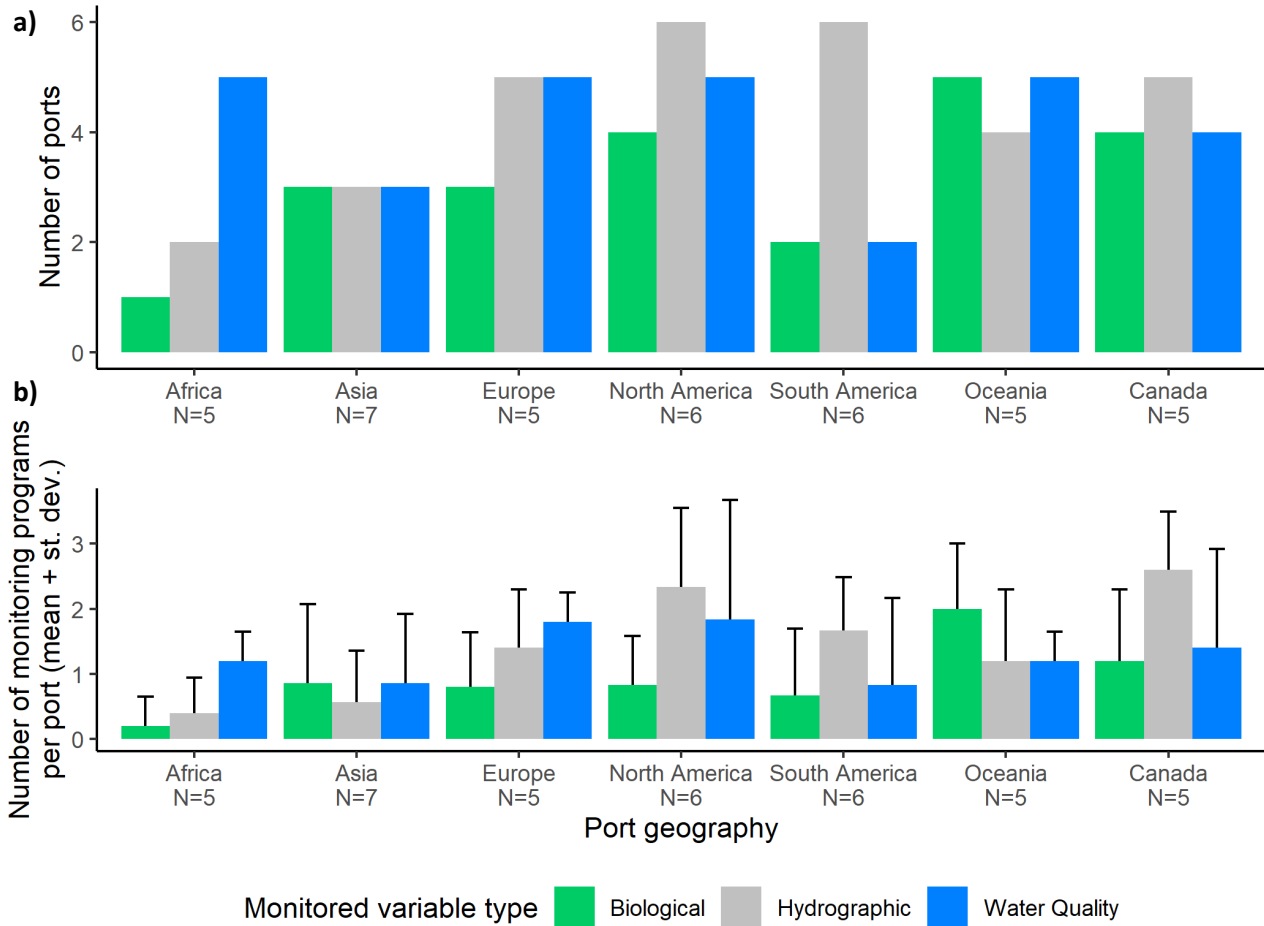 a)
Number of ports
6
4
2
0
Africa
N=5
Asia
N=7
Europe
N=5
North America
N=6
South America
N=6
Oceania
N=5
Canada
N=5
b)
Number of monitoring programs
per port (mean + st. dev.)
3
2
1
0
Africa
N=5
Asia
N=7
Europe
N=5
North America
N=6
South America
N=6
Oceania
N=5
Canada
N=5
Port geography
Monitored variable type
Biological
Hydrographic
Water Quality